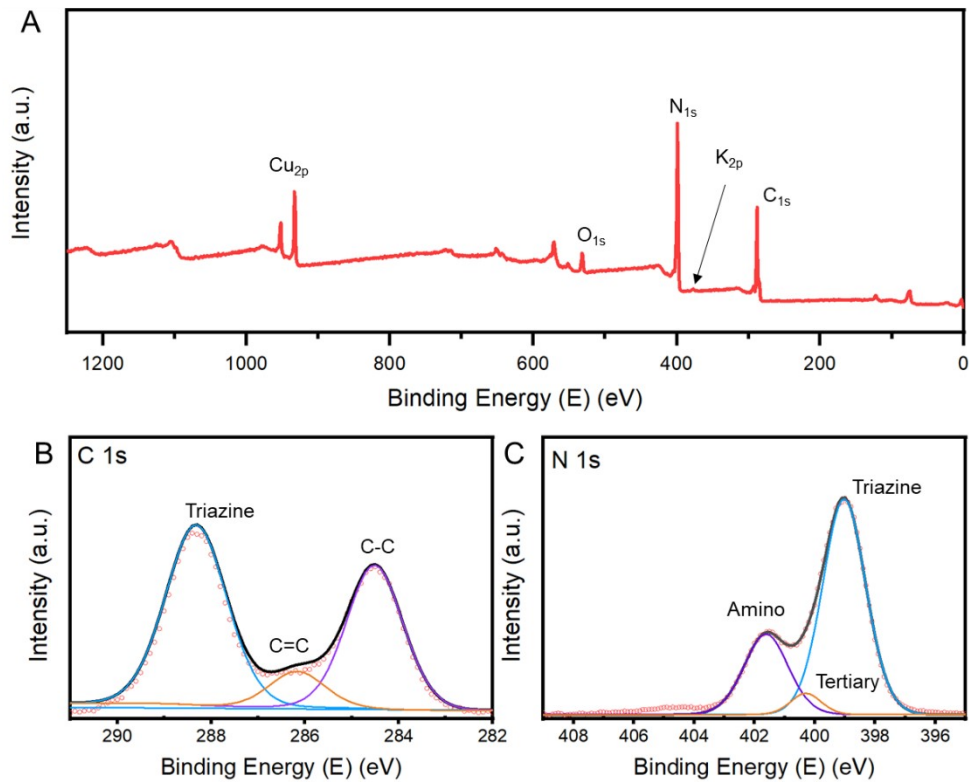 A
Intensity (a.u.)
Cu2p
O1s
N1s
K2p
C1s
1200 1000 800 600 400 200 0
Binding Energy (E) (eV)
B
C 1s
Intensity (a.u.)
Triazine
C=C
C-C
290 288 286 284 282
Binding Energy (E) (eV)
C
N 1s
Intensity (a.u.)
Triazine
Amino
Tertiary
408 406 404 402 400 398 396
Binding Energy (E) (eV)